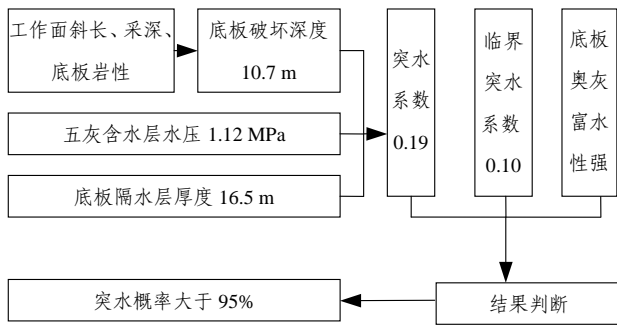 工作面斜长、采深、
底板岩性
底板破坏深度
10.7 m
五灰含水层水压 1.12 MPa
底板隔水层厚度 16.5 m
突水
系数
0.19
临界
突水
系数
0.10
底板
奥灰
富水
性强
突水概率大于 95%
结果判断